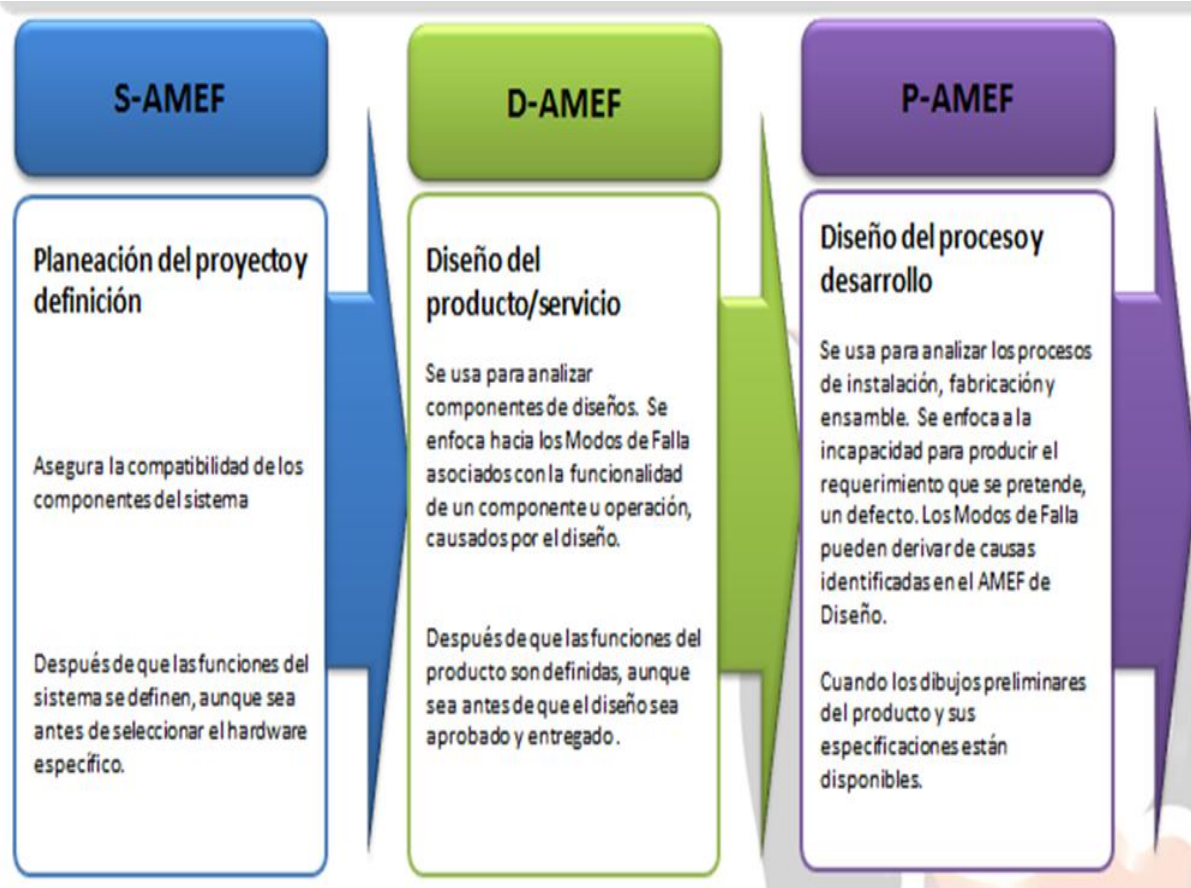 S-AMEF
Planeación del proyecto y
definición
Asegura la compatibilidad de los
componentes del sistema
Después de que las funciones del
sistema se definen, aunque sea
antes de seleccionar el hardware
específico.
D-AMEF
Diseño del
producto/servicio
Se usa para analizar
componentes de diseños. Se
enfoca hacia los Modos de Falla
asociados con la funcionalidad
de un componente u operación,
causados por el diseño.
Después de que las funciones del
producto son definidas, aunque
sea antes de que el diseño sea
aprobado y entregado.
P-AMEF
Diseño del proceso y
desarrollo
Se usa para analizar los procesos
de instalación, fabricación y
ensamble. Se enfoca a la
incapacidad para producir el
requerimiento que se pretende,
un defecto. Los Modos de Falla
pueden derivar de causas
identificadas en el AMEF de
Diseño.
Cuando los dibujos preliminares
del producto y sus
especificaciones están
disponibles.